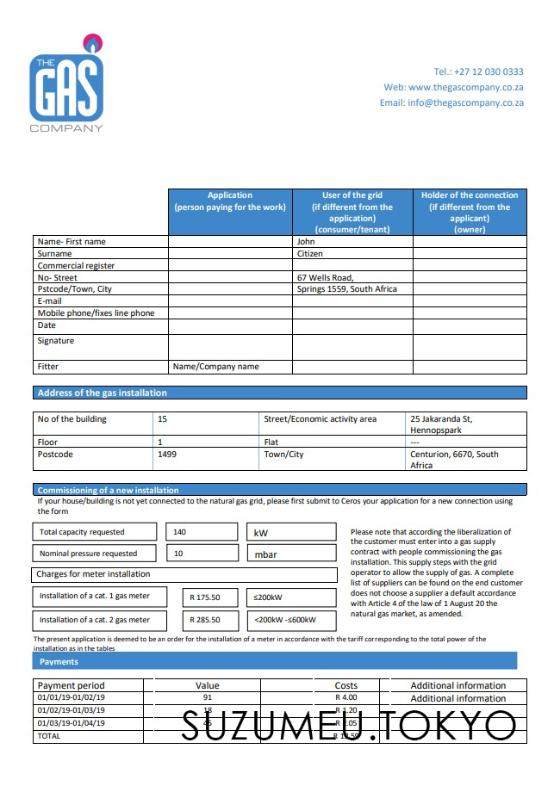 THE
GAS
COMPANY
Tel.: +27 12 030 0333
Web: www.thegascompany.co.za
Email: info@thegascompany.co.za
Application
(person paying for the work)
User of the grid
(if different from the
application)
(consumer/tenant)
Holder of the connection
(if different from the
applicant)
(owner)
Name- First name John
Surname Citizen
Commercial register
No- Street 67 Wells Road,
Pstcode/Town, City Springs 1559, South Africa
E-mail
Mobile phone/fixes line phone
Date
Signature
Fitter Name/Company name
Address of the gas installation
No of the building 15 Street/Economic activity area 25 Jakaranda St,
Hennopspark
Floor 1 Flat ---
Postcode 1499 Town/City Centurion, 6670, South
Africa
Commissioning of a new installation
If your house/building is not yet connected to the natural gas grid, please first submit to Ceros your application for a new connection using
the form
Total capacity requested 140 kW
Nominal pressure requested 10 mbar
Charges for meter installation
Installation of a cat. 1 gas meter R 175.50 ≤200kW
Installation of a cat. 2 gas meter R 285.50 <200kW -≤600kW
Please note that according the liberalization of
the customer must enter into a gas supply
contract with people commissioning the gas
installation. This supply steps with the grid
operator to allow the supply of gas. A complete
list of suppliers can be found on the end customer
does not choose a supplier a default accordance
with Article 4 of the law of 1 August 20 the
natural gas market, as amended.
The present application is deemed to be an order for the installation of a meter in accordance with the tariff corresponding to the total power of the
installation as in the tables
Payments
Payment period Value Costs Additional information
01/01/19-01/02/19 91 R 4.00 Additional information
01/02/19-01/03/19 18 R 1.20
01/03/19-01/04/19
TOTAL
SUZUMEU.TOKYO